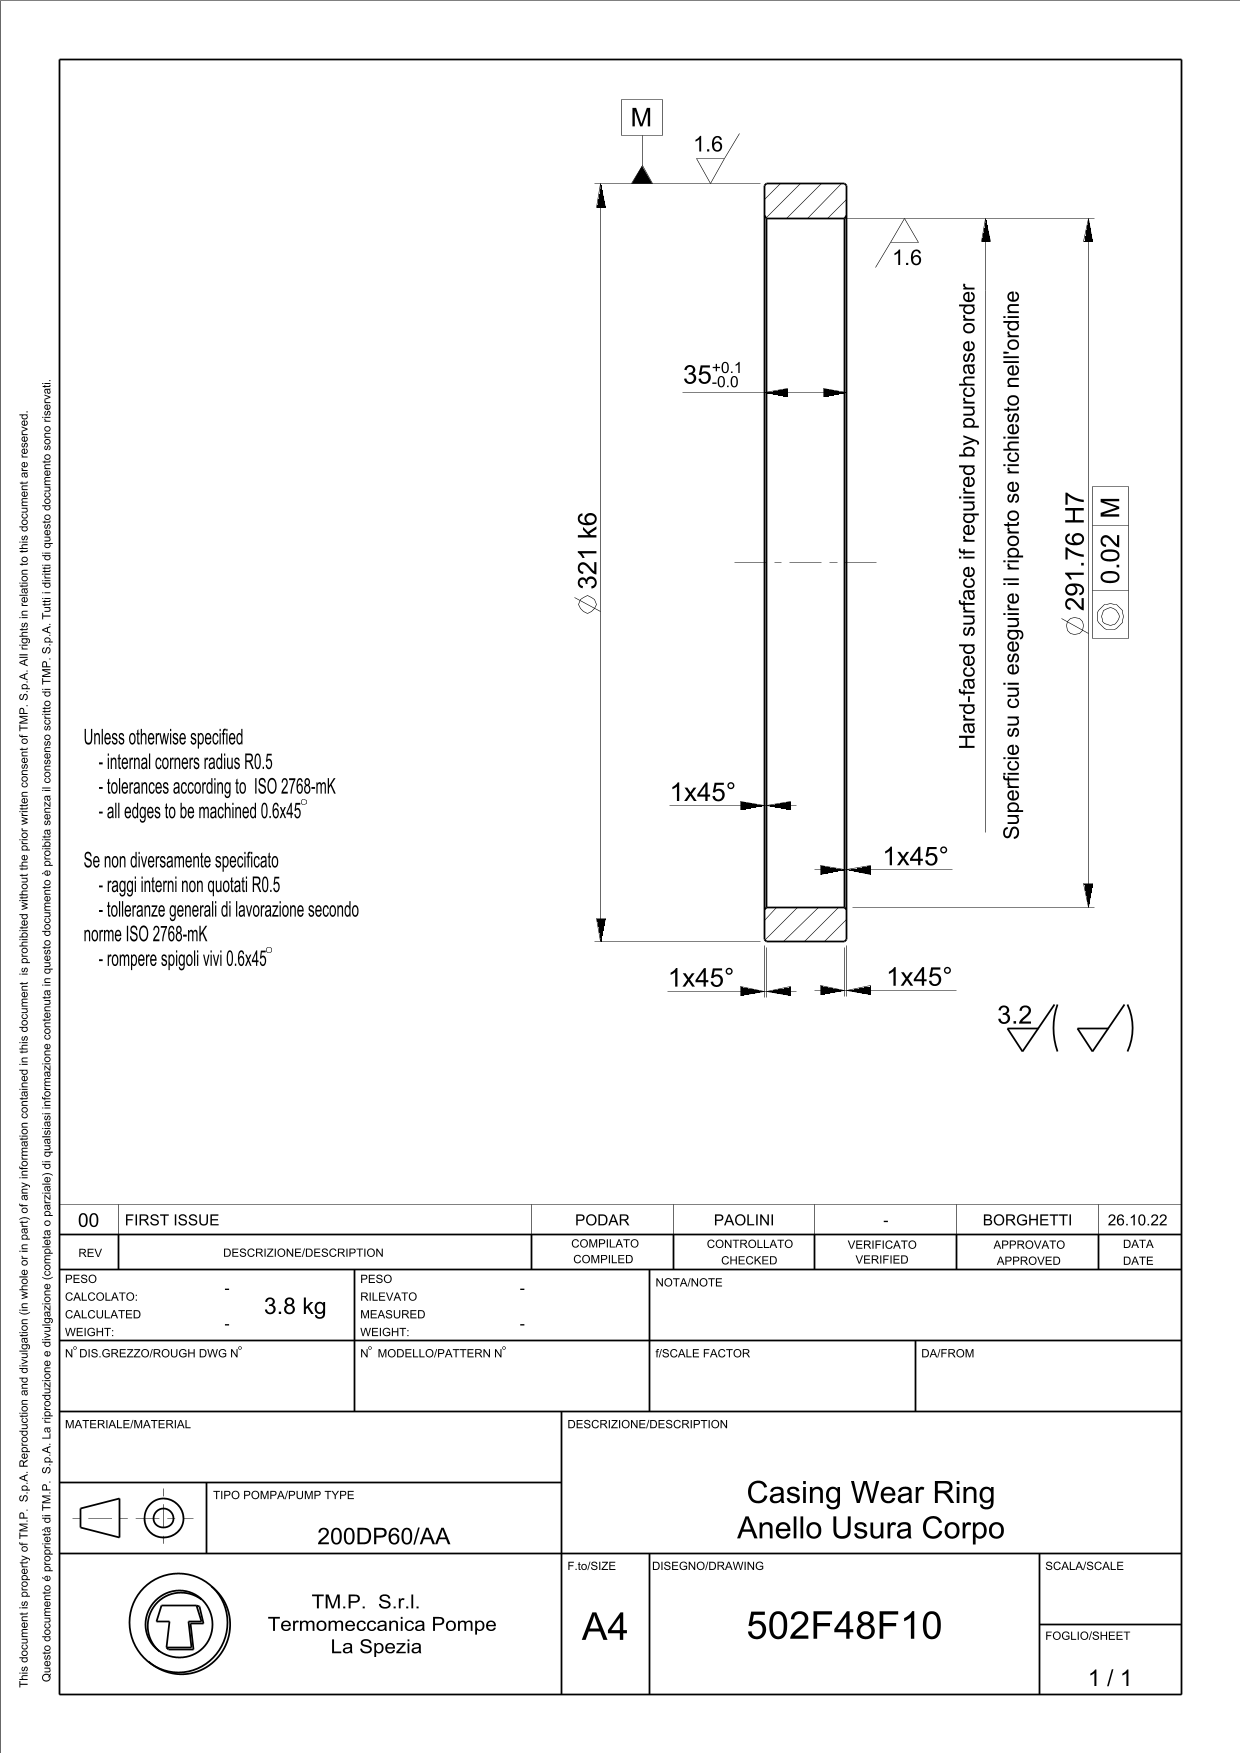 M
1.6
1.6
35 +0.1 -0.0
⌀ 321 k6
Hard-faced surface if required by purchase order
Superficie su cui eseguire il riporto se richiesto nell'ordine
⌀ 291.76 H7
◎ 0.02 M
1x45°
1x45°
1x45°
1x45°
3.2
Unless otherwise specified
- internal corners radius R0.5
- tolerances according to ISO 2768-mK
- all edges to be machined 0.6x45°
Se non diversamente specificato
- raggi interni non quotati R0.5
- tolleranze generali di lavorazione secondo
norme ISO 2768-mK
- rompere spigoli vivi 0.6x45°
This document is property of TM.P. S.p.A. Reproduction and divulgation (in whole or in part) of any information contained in this document is prohibited without the prior written consent of TMP. S.p.A. All rights in relation to this document are reserved.
Questo documento é proprietà di TM.P. S.p.A. La riproduzione e divulgazione (completa o parziale) di qualsiasi informazione contenuta in questo documento è proibita senza il consenso scritto di TMP. S.p.A. Tutti i diritti di questo documento sono riservati.
00 FIRST ISSUE PODAR PAOLINI - BORGHETTI 26.10.22
REV DESCRIZIONE/DESCRIPTION COMPILATO COMPILED CONTROLLATO CHECKED VERIFICATO VERIFIED APPROVATO APPROVED DATA DATE
PESO
CALCOLATO: -
CALCULATED 3.8 kg
WEIGHT: -
PESO
RILEVATO -
MEASURED
WEIGHT: -
NOTA/NOTE
N° DIS.GREZZO/ROUGH DWG N°
N° MODELLO/PATTERN N°
f/SCALE FACTOR
DA/FROM
MATERIALE/MATERIAL
DESCRIZIONE/DESCRIPTION
Casing Wear Ring
Anello Usura Corpo
TIPO POMPA/PUMP TYPE
200DP60/AA
TM.P. S.r.l.
Termomeccanica Pompe
La Spezia
F.to/SIZE
A4
DISEGNO/DRAWING
502F48F10
SCALA/SCALE
FOGLIO/SHEET
1 / 1